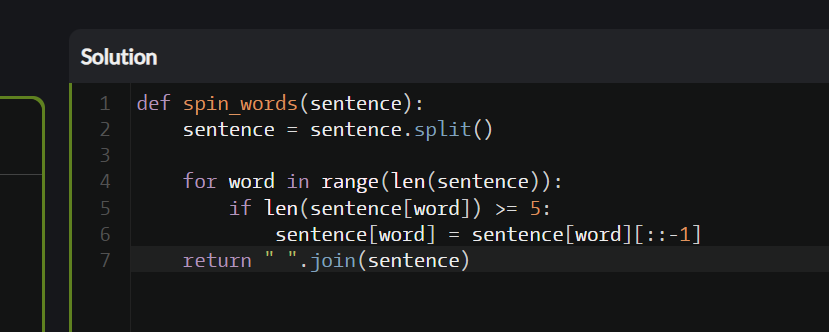 Solution
1 def spin_words(sentence):
2     sentence = sentence.split()
3
4     for word in range(len(sentence)):
5         if len(sentence[word]) >= 5:
6             sentence[word] = sentence[word][::-1]
7     return " ".join(sentence)